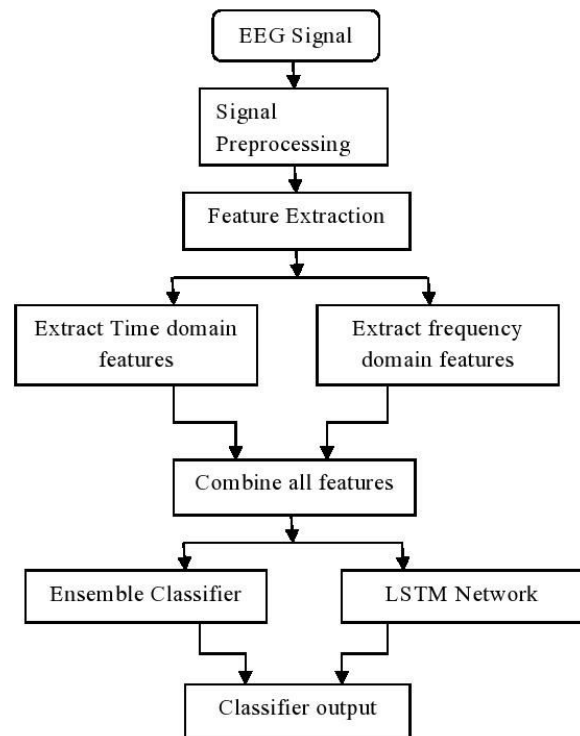 EEG Signal
Signal
Preprocessing
Feature Extraction
Extract Time domain
features
Extract frequency
domain features
Combine all features
Ensemble Classifier
LSTM Network
Classifier output